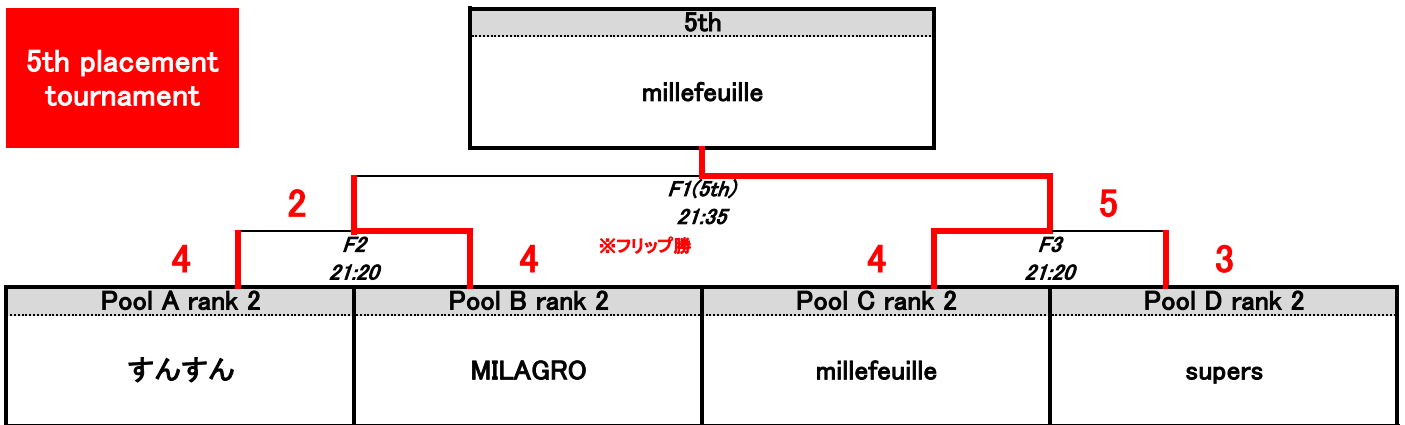 5th placement
tournament
5th
millefeuille
F1(5th)
21:35
2
5
F2
21:20
※フリップ勝
F3
21:20
4
4
4
3
Pool A rank 2
Pool B rank 2
Pool C rank 2
Pool D rank 2
すんすん
MILAGRO
millefeuille
supers